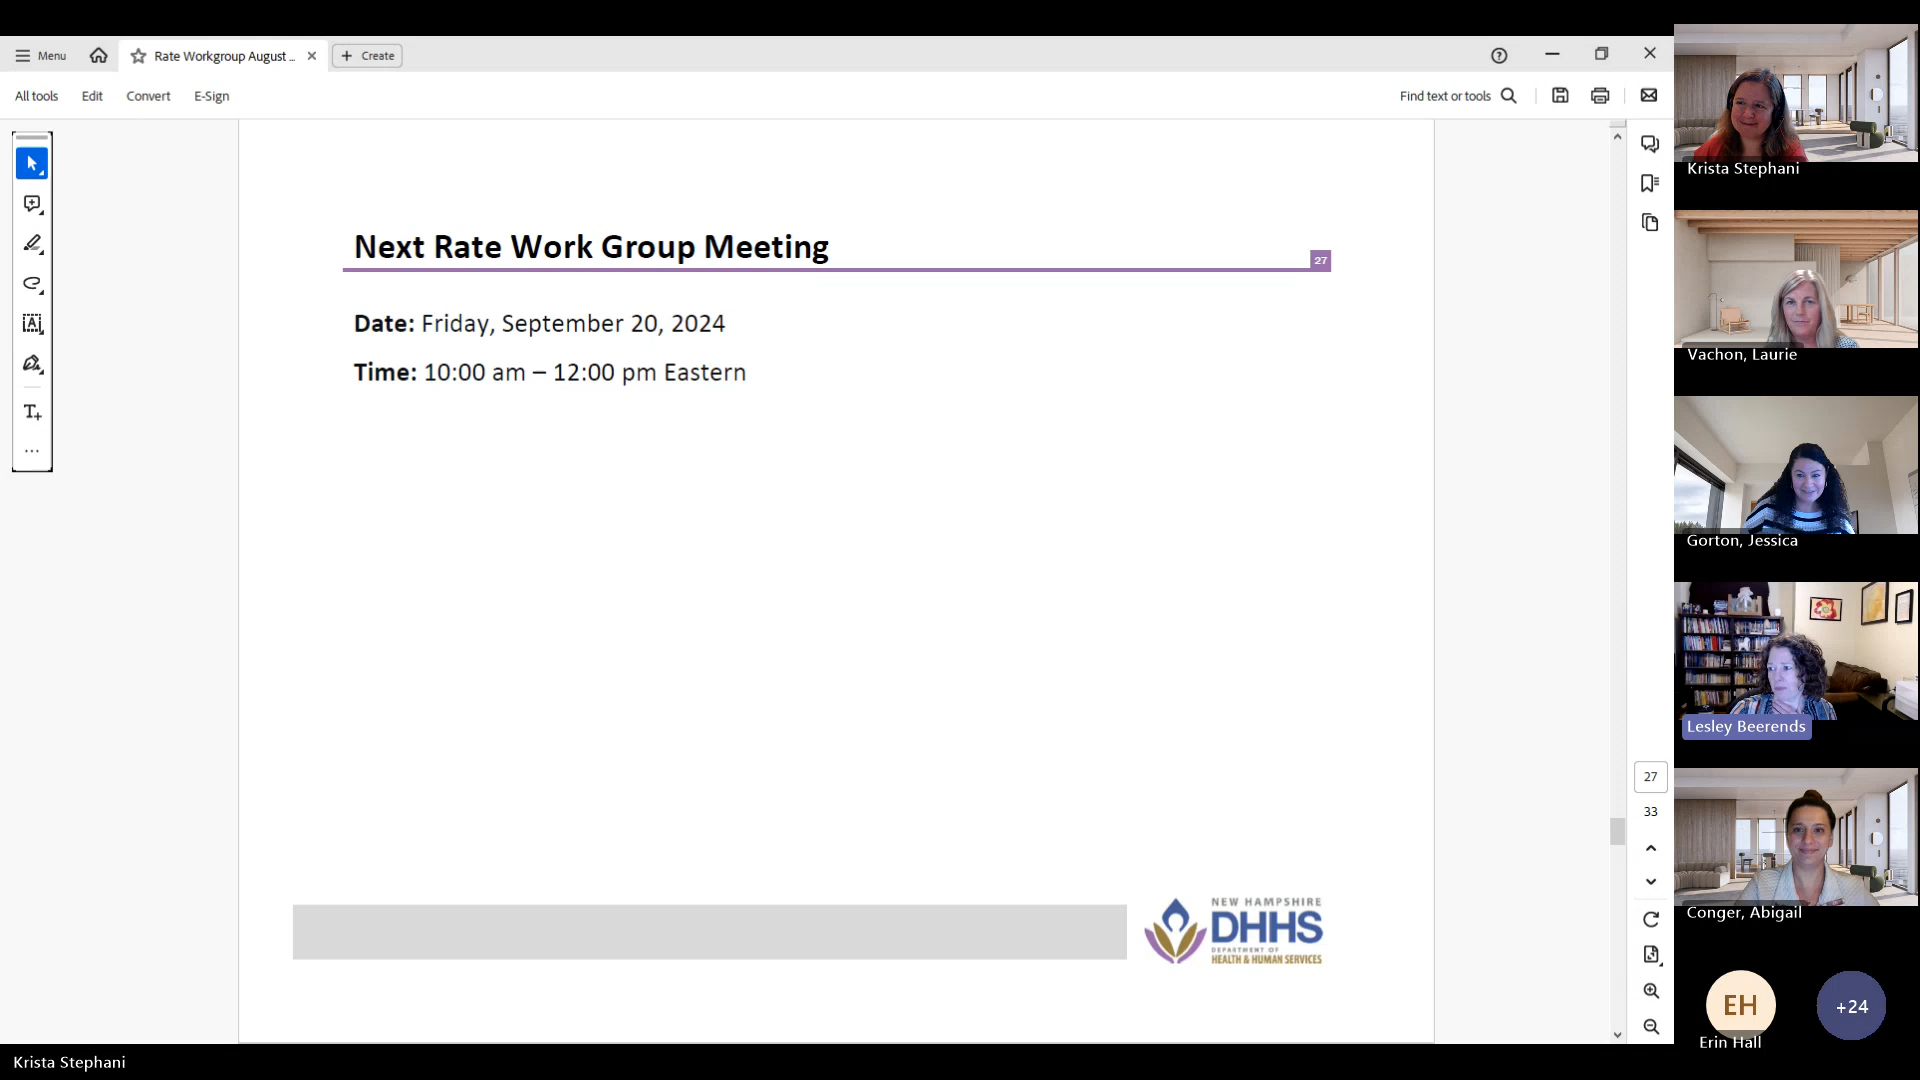 Menu
Rate Workgroup August ...
Create
All tools
Edit
Convert
E-Sign
Find text or tools
Next Rate Work Group Meeting
27
Date: Friday, September 20, 2024
Time: 10:00 am – 12:00 pm Eastern
NEW HAMPSHIRE
DHHS
DEPARTMENT OF
HEALTH & HUMAN SERVICES
27
33
Krista Stephani
Vachon, Laurie
Gorton, Jessica
Lesley Beerends
Conger, Abigail
EH
+24
Erin Hall
Krista Stephani